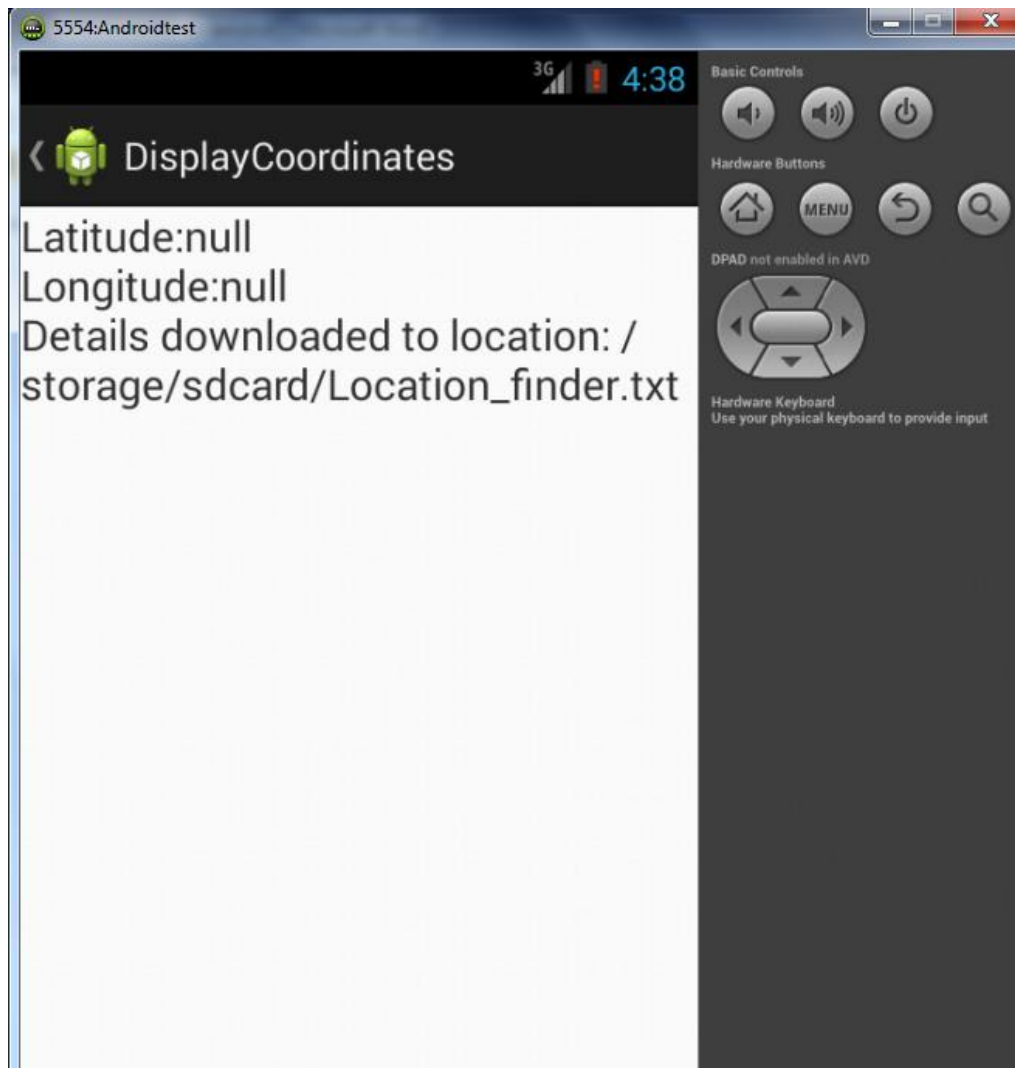 5554:Androidtest
3G
4:38
DisplayCoordinates
Latitude:null
Longitude:null
Details downloaded to location: /
storage/sdcard/Location_finder.txt
Basic Controls
Hardware Buttons
MENU
DPAD not enabled in AVD
Hardware Keyboard
Use your physical keyboard to provide input